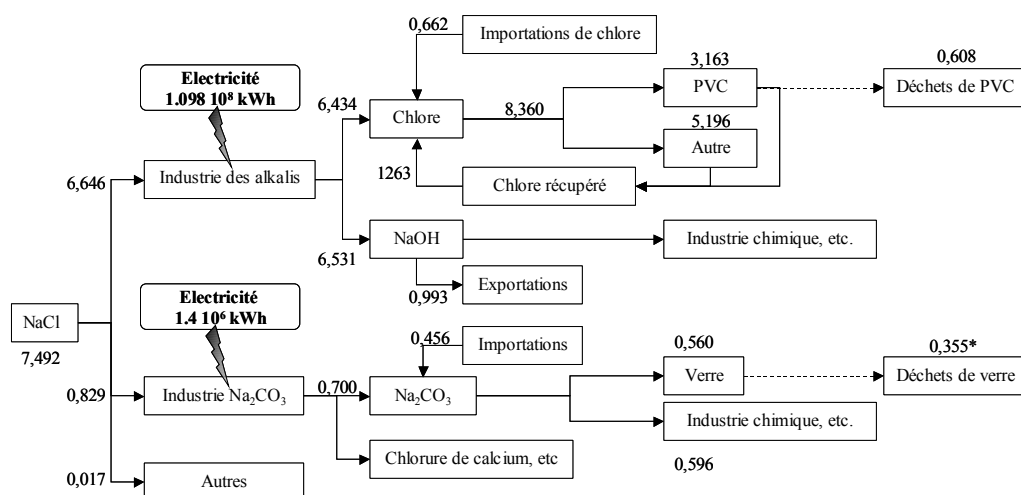 0,662
Importations de chlore
Electricité
1.098 10⁸ kWh
3,163
PVC
0,608
Déchets de PVC
6,434
Chlore
8,360
5,196
Autre
6,646
Industrie des alkalis
1263
Chlore récupéré
NaOH
6,531
Industrie chimique, etc.
0,993
Exportations
Electricité
1.4 10⁶ kWh
NaCl
7,492
0,456
Importations
0,560
Verre
0,355*
Déchets de verre
0,829
Industrie Na₂CO₃
0,700
Na₂CO₃
Industrie chimique, etc.
0,596
Chlorure de calcium, etc
0,017
Autres